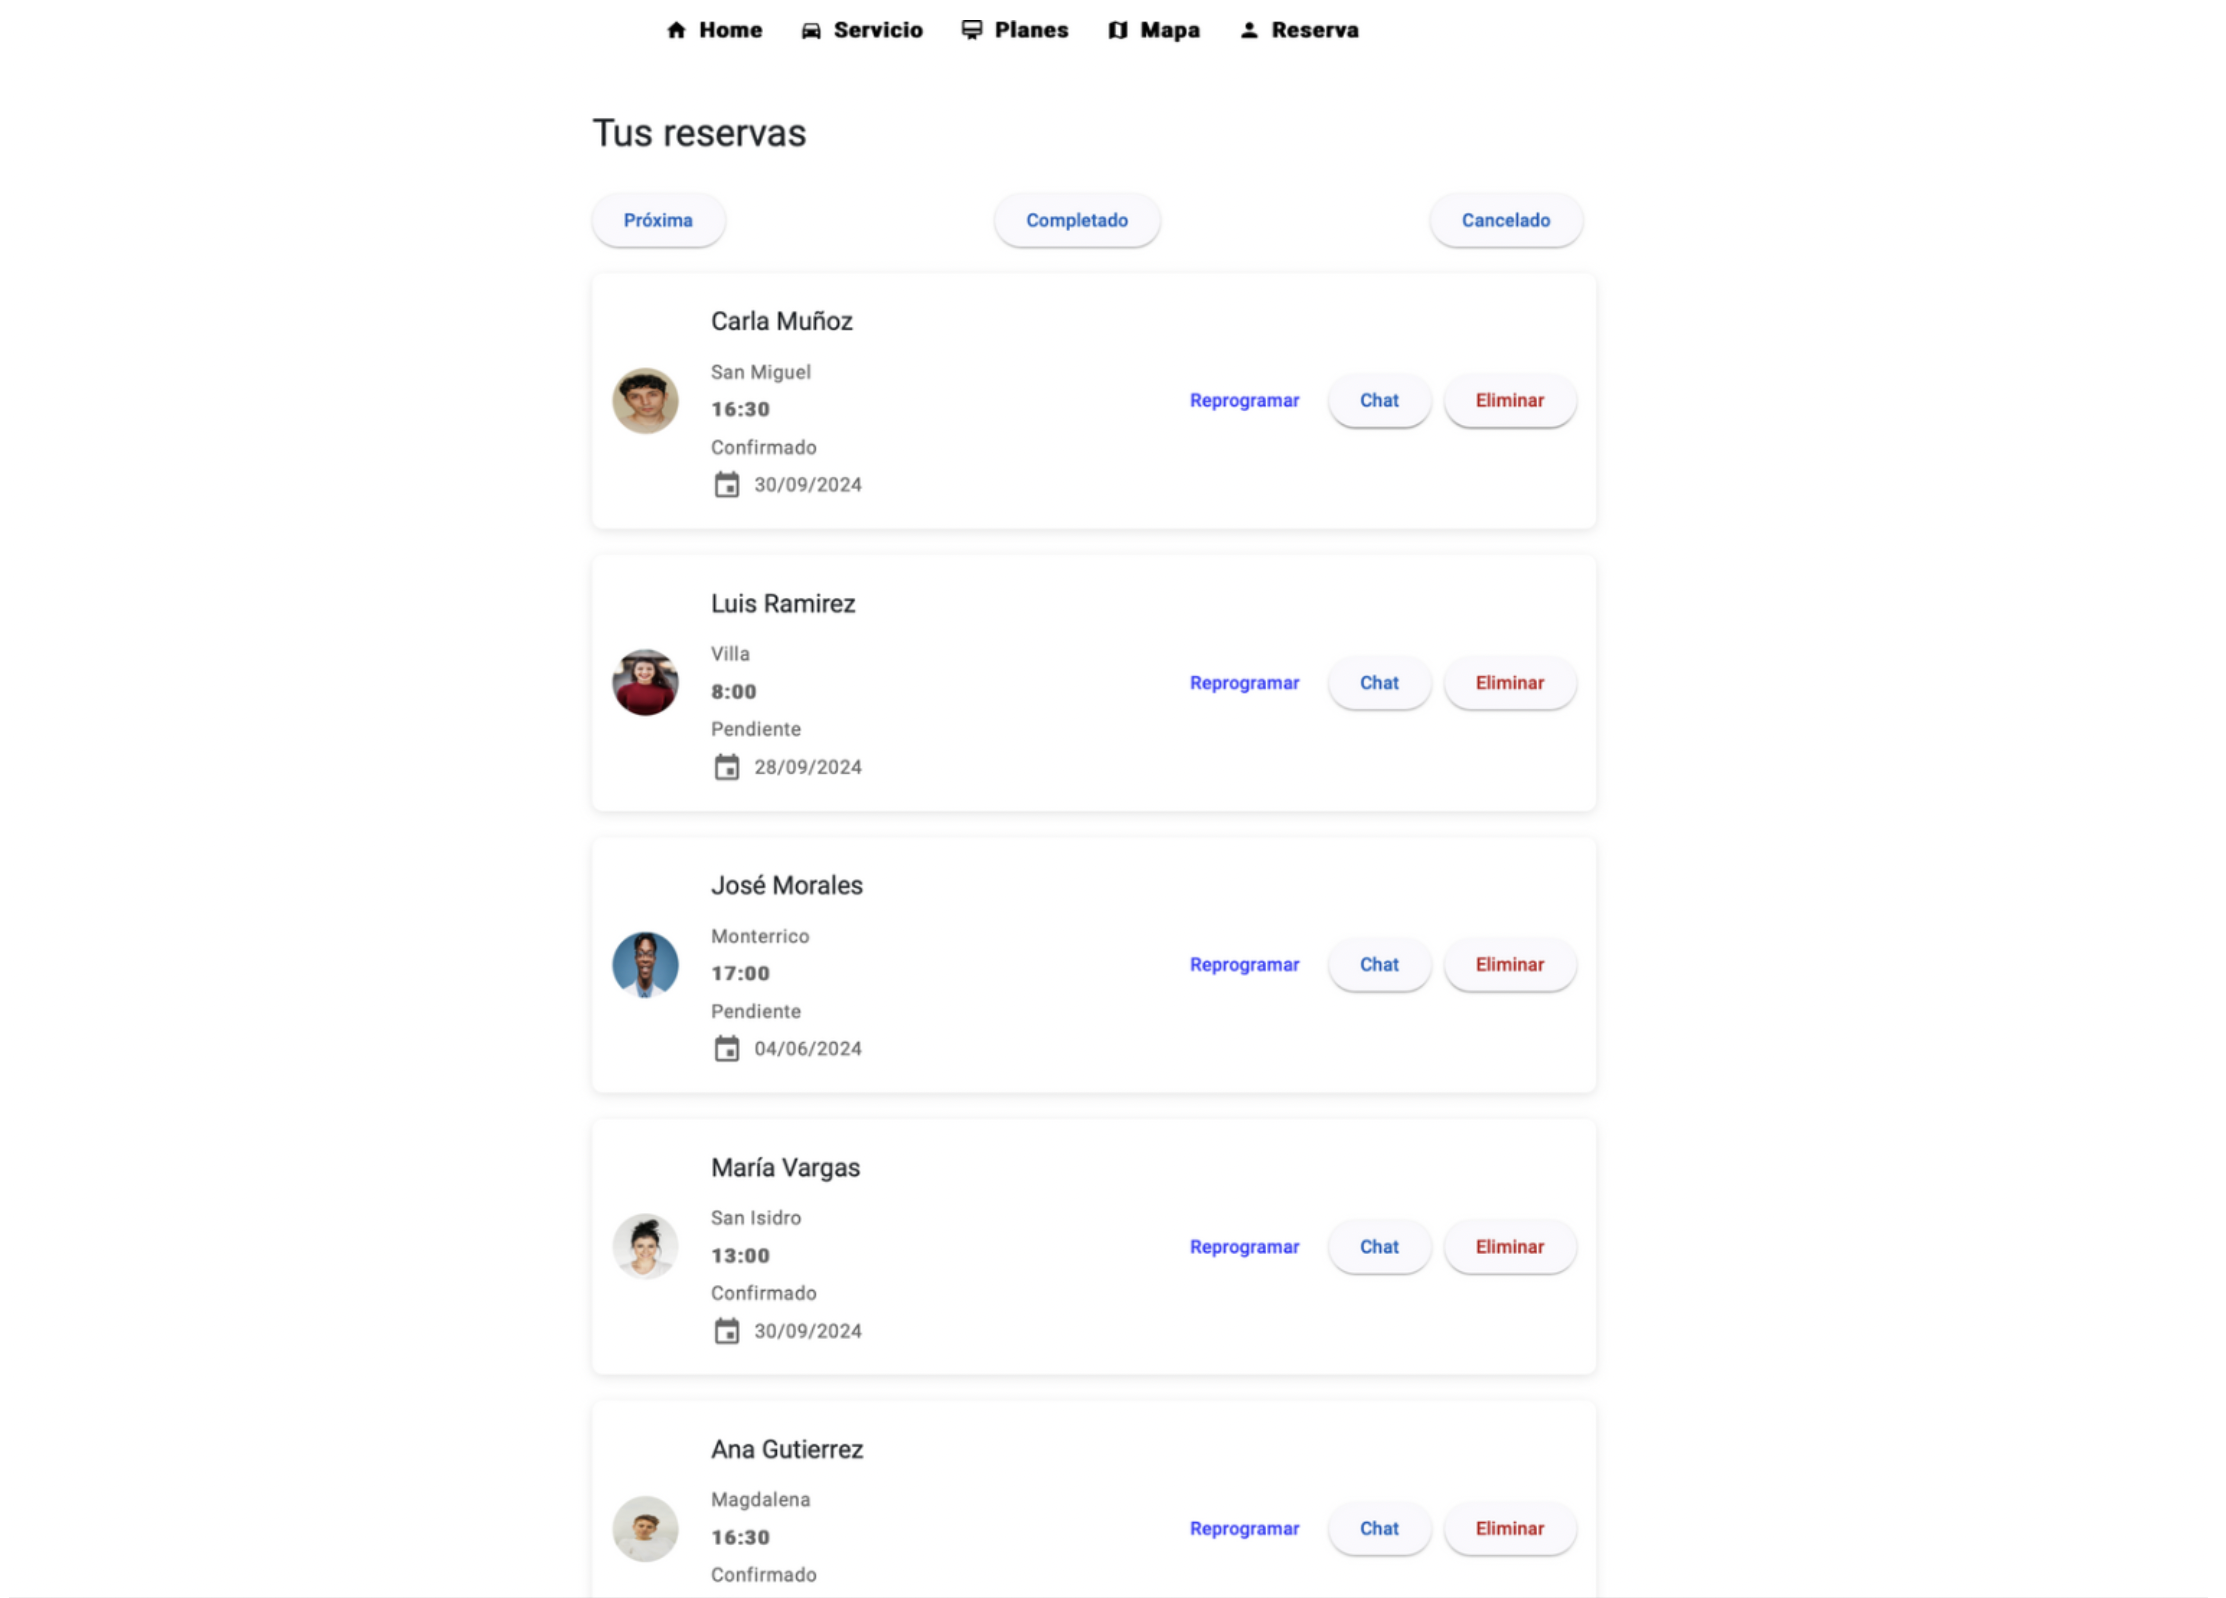 Home Servicio Planes Mapa Reserva
Tus reservas
Próxima Completado Cancelado
Carla Muñoz
San Miguel
16:30
Confirmado
30/09/2024
Reprogramar Chat Eliminar
Luis Ramirez
Villa
8:00
Pendiente
28/09/2024
Reprogramar Chat Eliminar
José Morales
Monterrico
17:00
Pendiente
04/06/2024
Reprogramar Chat Eliminar
María Vargas
San Isidro
13:00
Confirmado
30/09/2024
Reprogramar Chat Eliminar
Ana Gutierrez
Magdalena
16:30
Confirmado
Reprogramar Chat Eliminar